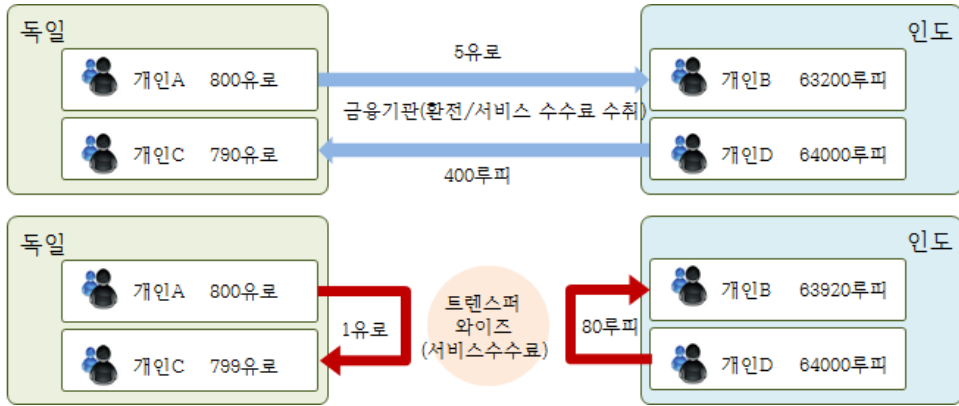 독일
인도
개인A 800유로
5유로
개인B 63200루피
금융기관(환전/서비스 수수료 수취)
개인C 790유로
개인D 64000루피
400루피
독일
인도
개인A 800유로
개인B 63920루피
1유로
트렌스퍼
와이즈
(서비스수수료)
80루피
개인C 799유로
개인D 64000루피